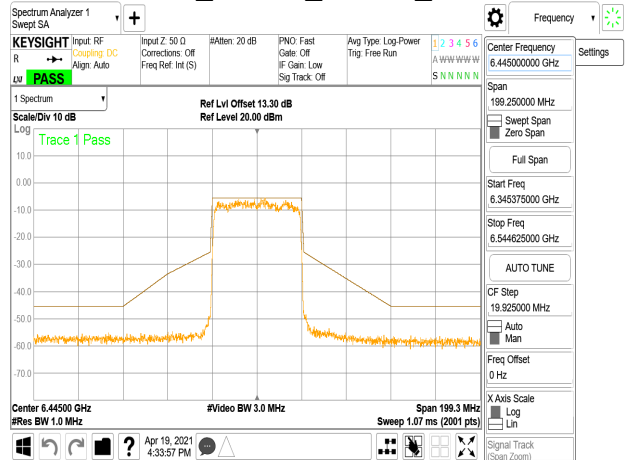 Spectrum Analyzer 1
Swept SA
Frequency
KEYSIGHT
R
PASS
Input: RF
Coupling: DC
Align: Auto
Input Z: 50 Ω
Corrections: Off
Freq Ref: Int (S)
#Atten: 20 dB
PNO: Fast
Gate: Off
IF Gain: Low
Sig Track: Off
Avg Type: Log-Power
Trig: Free Run
1 2 3 4 5 6
A W W W W W
S N N N N N
Center Frequency
6.445000000 GHz
Settings
Span
199.250000 MHz
Swept Span
Zero Span
Full Span
Start Freq
6.345375000 GHz
Stop Freq
6.544625000 GHz
AUTO TUNE
CF Step
19.925000 MHz
Auto
Man
Freq Offset
0 Hz
X Axis Scale
Log
Lin
Signal Track
(Span Zoom)
1 Spectrum
Scale/Div 10 dB
Ref Lvl Offset 13.30 dB
Ref Level 20.00 dBm
Log
Trace 1 Pass
10.0
0.00
-10.0
-20.0
-30.0
-40.0
-50.0
-60.0
-70.0
Center 6.44500 GHz
#Res BW 1.0 MHz
#Video BW 3.0 MHz
Span 199.3 MHz
Sweep 1.07 ms (2001 pts)
Apr 19, 2021
4:33:57 PM